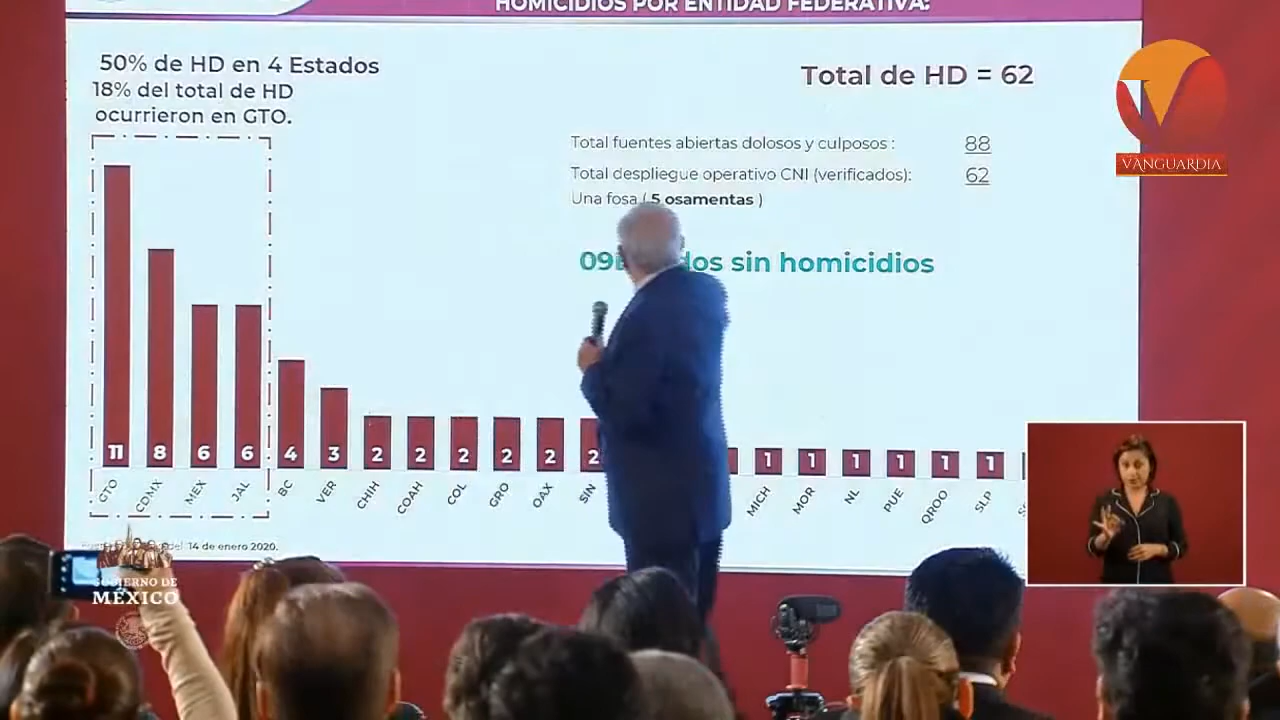 HOMICIDIOS POR ENTIDAD FEDERATIVA:
50% de HD en 4 Estados
18% del total de HD
ocurrieron en GTO.
Total de HD = 62
Total fuentes abiertas dolosos y culposos : 88
Total despliegue operativo CNI (verificados): 62
Una fosa ( 5 osamentas )
sin homicidios
VANGUARDIA
11 8 6 6 4 3 2 2 2 2 2 2 1 1 1 1 1 1
GTO CDMX MEX JAL BC VER CHIH COAH COL GRO OAX SIN MICH MOR NL PUE QROO SLP
14 de enero 2020.
GOBIERNO DE
MÉXICO